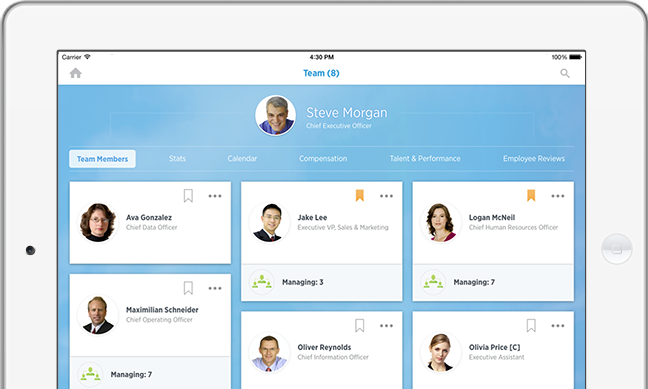 Carrier 4:30 PM 100%
Team (8)
Steve Morgan
Chief Executive Officer
Team Members Stats Calendar Compensation Talent & Performance Employee Reviews
Ava Gonzalez
Chief Data Officer
Jake Lee
Executive VP, Sales & Marketing
Managing: 3
Logan McNeil
Chief Human Resources Officer
Managing: 7
Maximilian Schneider
Chief Operating Officer
Managing: 7
Oliver Reynolds
Chief Information Officer
Olivia Price [C]
Executive Assistant